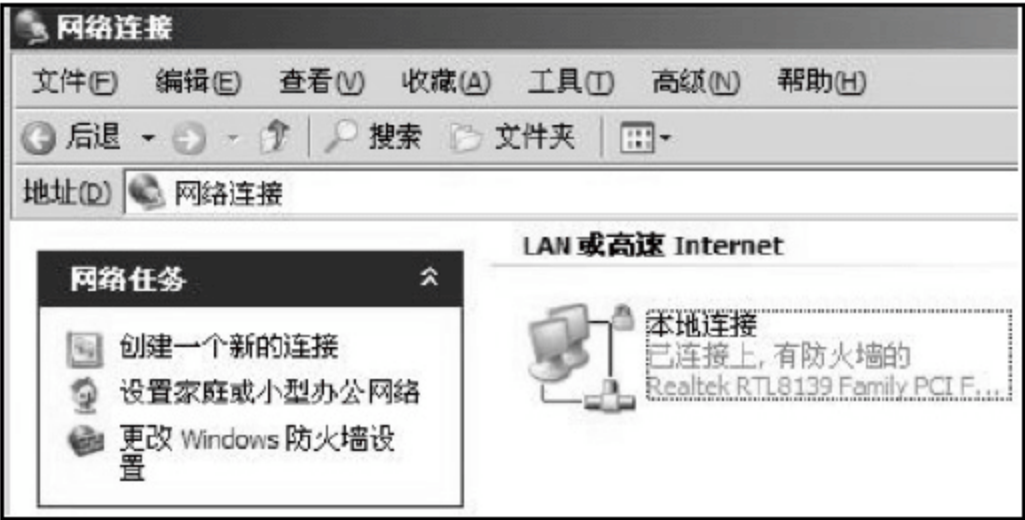 网络连接
文件(F) 编辑(E) 查看(V) 收藏(A) 工具(T) 高级(N) 帮助(H)
后退 搜索 文件夹
地址(D) 网络连接
网络任务
创建一个新的连接
设置家庭或小型办公网络
更改 Windows 防火墙设
置
LAN 或高速 Internet
本地连接
已连接上, 有防火墙的
Realtek RTL8139 Family PCI F...